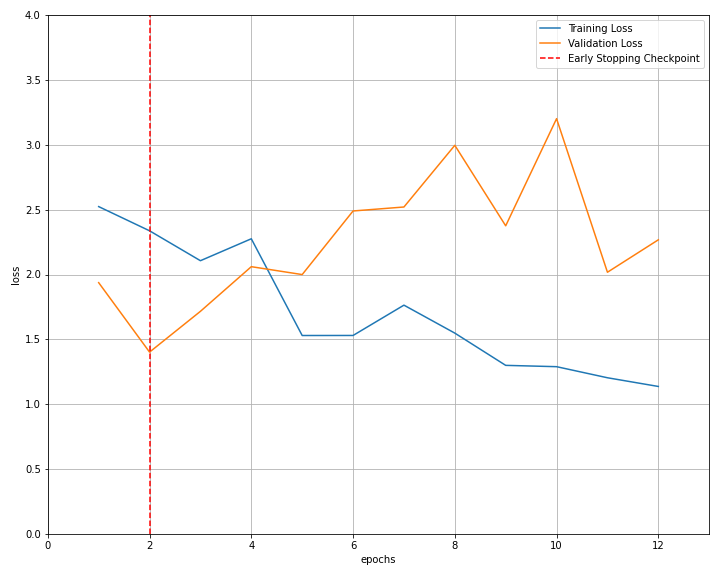 4.0
3.5
3.0
2.5
2.0
1.5
1.0
0.5
0.0
loss
Training Loss
Validation Loss
Early Stopping Checkpoint
0 2 4 6 8 10 12
epochs